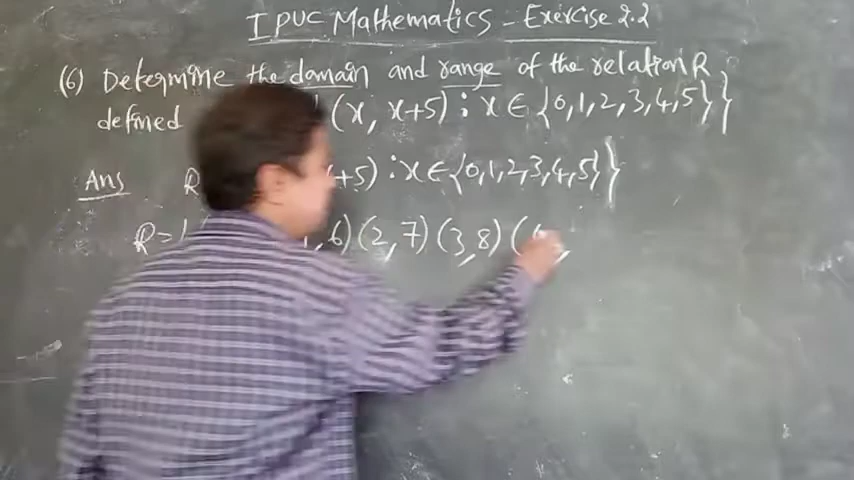 I PUC Mathematics - Exercise 2.2
(6) Determine the domain and range of the relation R
defined (x, x+5) : x ∈ {0,1,2,3,4,5}}
Ans R +5) : x ∈ {0,1,2,3,4,5}}
R = , 6) (2, 7) (3, 8) (